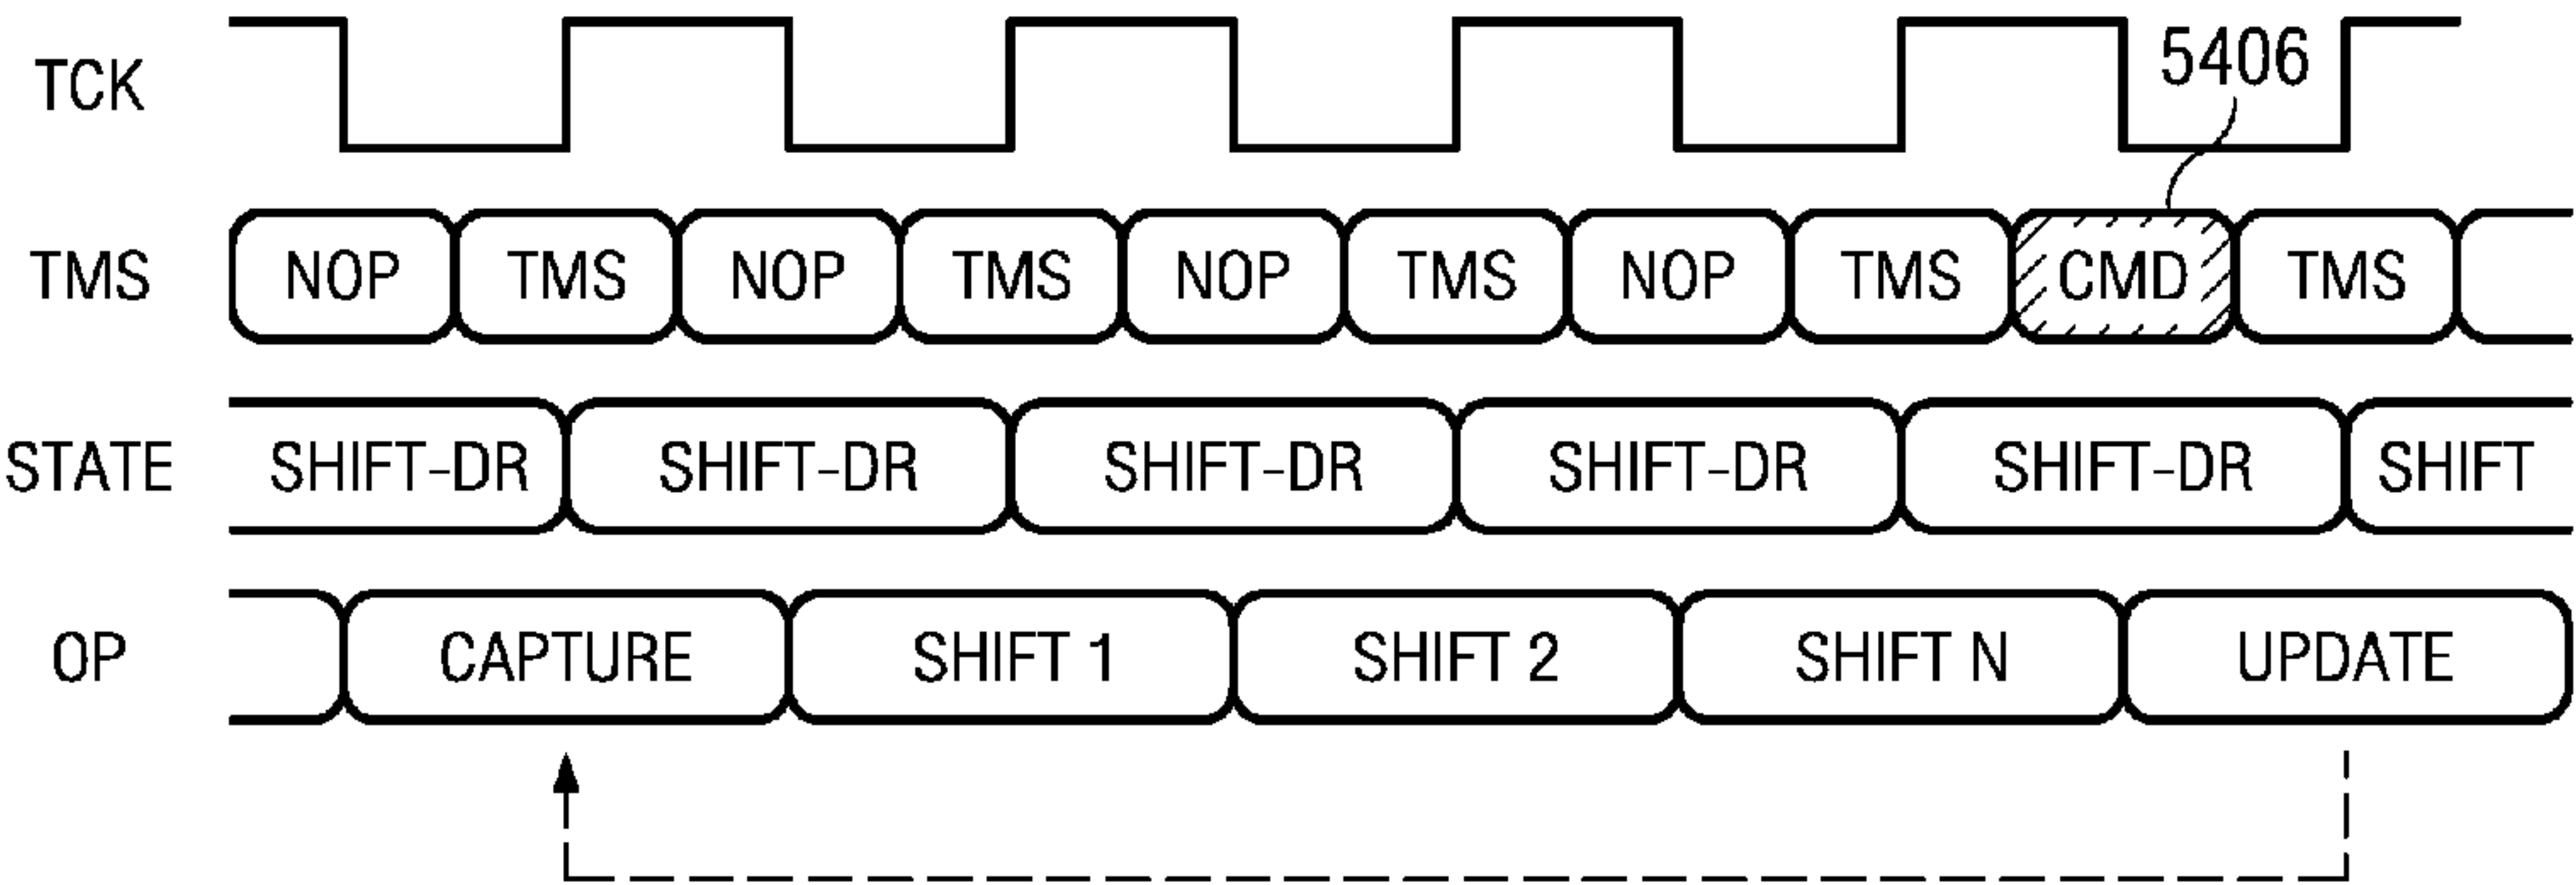 TCK 5406
TMS NOP TMS NOP TMS NOP TMS NOP TMS CMD TMS
STATE SHIFT-DR SHIFT-DR SHIFT-DR SHIFT-DR SHIFT-DR SHIFT
OP CAPTURE SHIFT 1 SHIFT 2 SHIFT N UPDATE